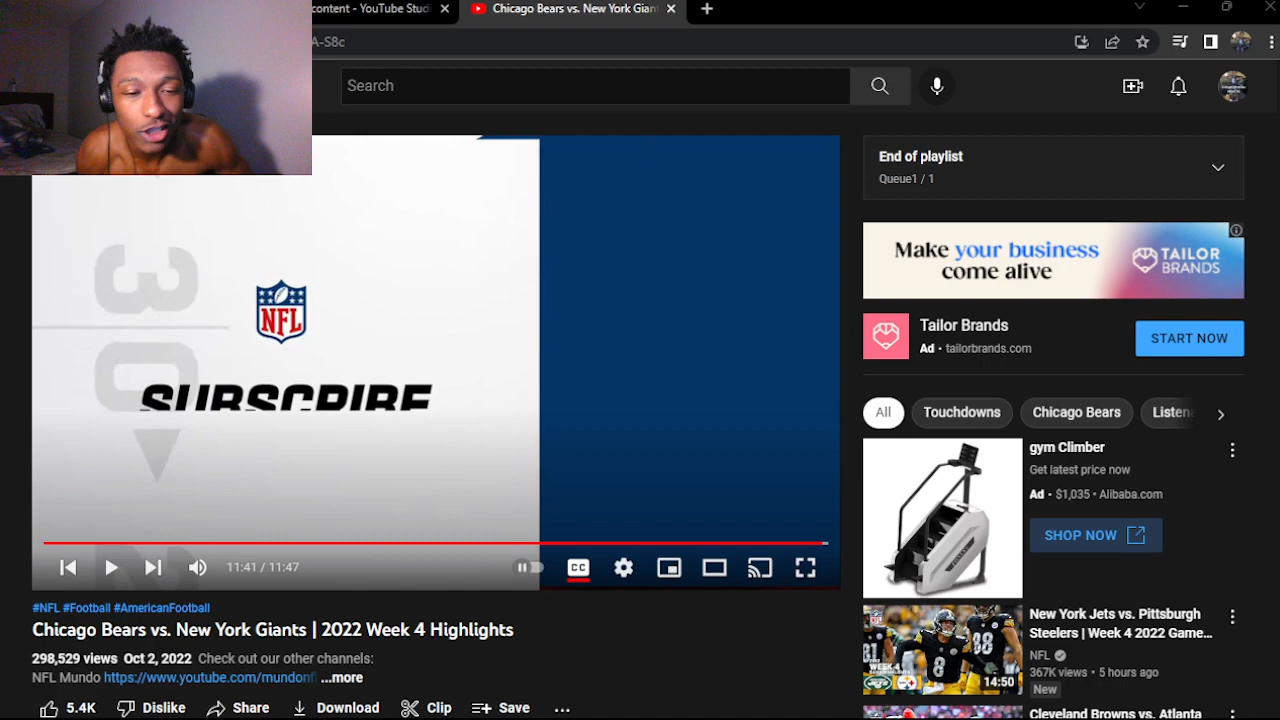 content - YouTube Studi
Chicago Bears vs. New York Giant
A-S8c
Search
End of playlist
Queue1 / 1
Make your business
come alive
TAILOR
BRANDS
Tailor Brands
Ad • tailorbrands.com
START NOW
All
Touchdowns
Chicago Bears
Listen
gym Climber
Get latest price now
Ad • $1,035 • Alibaba.com
SHOP NOW
30
NFL
SUBSCRIBE
11:41 / 11:47
CC
#NFL #Football #AmericanFootball
Chicago Bears vs. New York Giants | 2022 Week 4 Highlights
298,529 views Oct 2, 2022 Check out our other channels:
NFL Mundo https://www.youtube.com/mundonf ...more
5.4K
Dislike
Share
Download
Clip
Save
WEEK 4
14:50
New York Jets vs. Pittsburgh
Steelers | Week 4 2022 Game...
NFL
367K views • 5 hours ago
New
Cleveland Browns vs. Atlanta